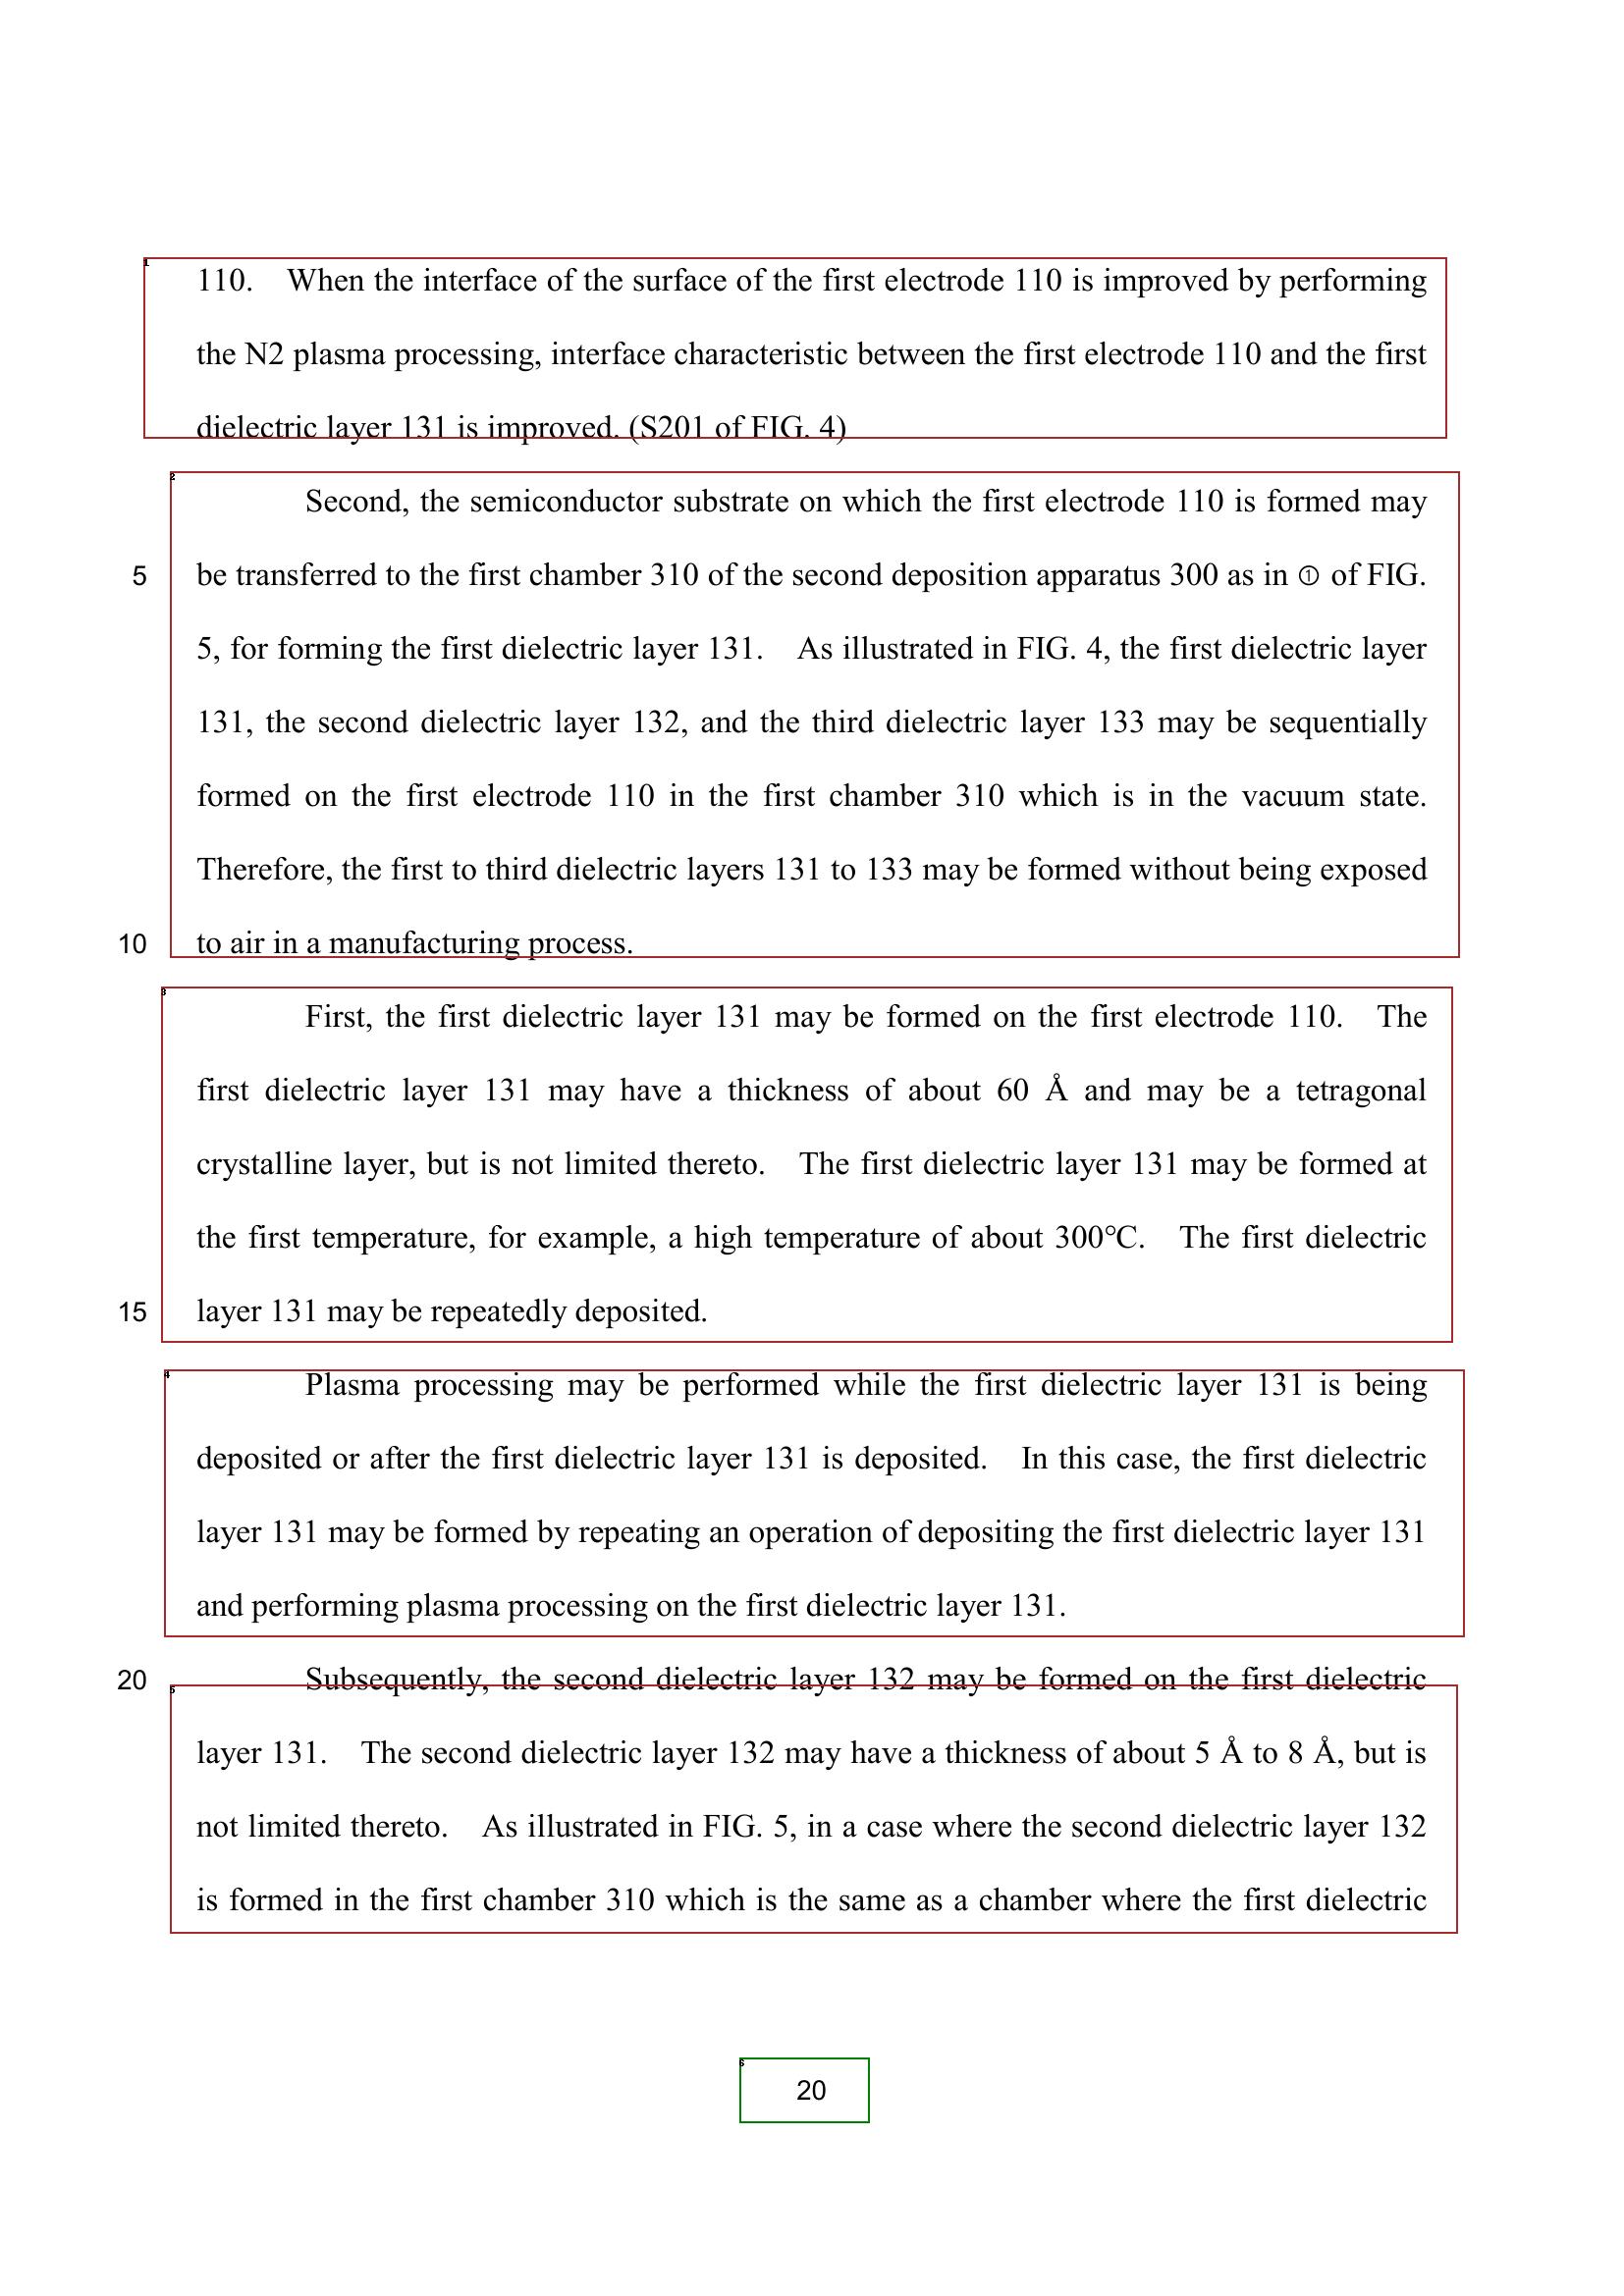 110. When the interface of the surface of the first electrode 110 is improved by performing
the N2 plasma processing, interface characteristic between the first electrode 110 and the first
dielectric layer 131 is improved. (S201 of FIG. 4)
Second, the semiconductor substrate on which the first electrode 110 is formed may
5 be transferred to the first chamber 310 of the second deposition apparatus 300 as in ① of FIG.
5, for forming the first dielectric layer 131. As illustrated in FIG. 4, the first dielectric layer
131, the second dielectric layer 132, and the third dielectric layer 133 may be sequentially
formed on the first electrode 110 in the first chamber 310 which is in the vacuum state.
Therefore, the first to third dielectric layers 131 to 133 may be formed without being exposed
10 to air in a manufacturing process.
First, the first dielectric layer 131 may be formed on the first electrode 110. The
first dielectric layer 131 may have a thickness of about 60 Å and may be a tetragonal
crystalline layer, but is not limited thereto. The first dielectric layer 131 may be formed at
the first temperature, for example, a high temperature of about 300℃. The first dielectric
15 layer 131 may be repeatedly deposited.
Plasma processing may be performed while the first dielectric layer 131 is being
deposited or after the first dielectric layer 131 is deposited. In this case, the first dielectric
layer 131 may be formed by repeating an operation of depositing the first dielectric layer 131
and performing plasma processing on the first dielectric layer 131.
20 Subsequently, the second dielectric layer 132 may be formed on the first dielectric
layer 131. The second dielectric layer 132 may have a thickness of about 5 Å to 8 Å, but is
not limited thereto. As illustrated in FIG. 5, in a case where the second dielectric layer 132
is formed in the first chamber 310 which is the same as a chamber where the first dielectric
20